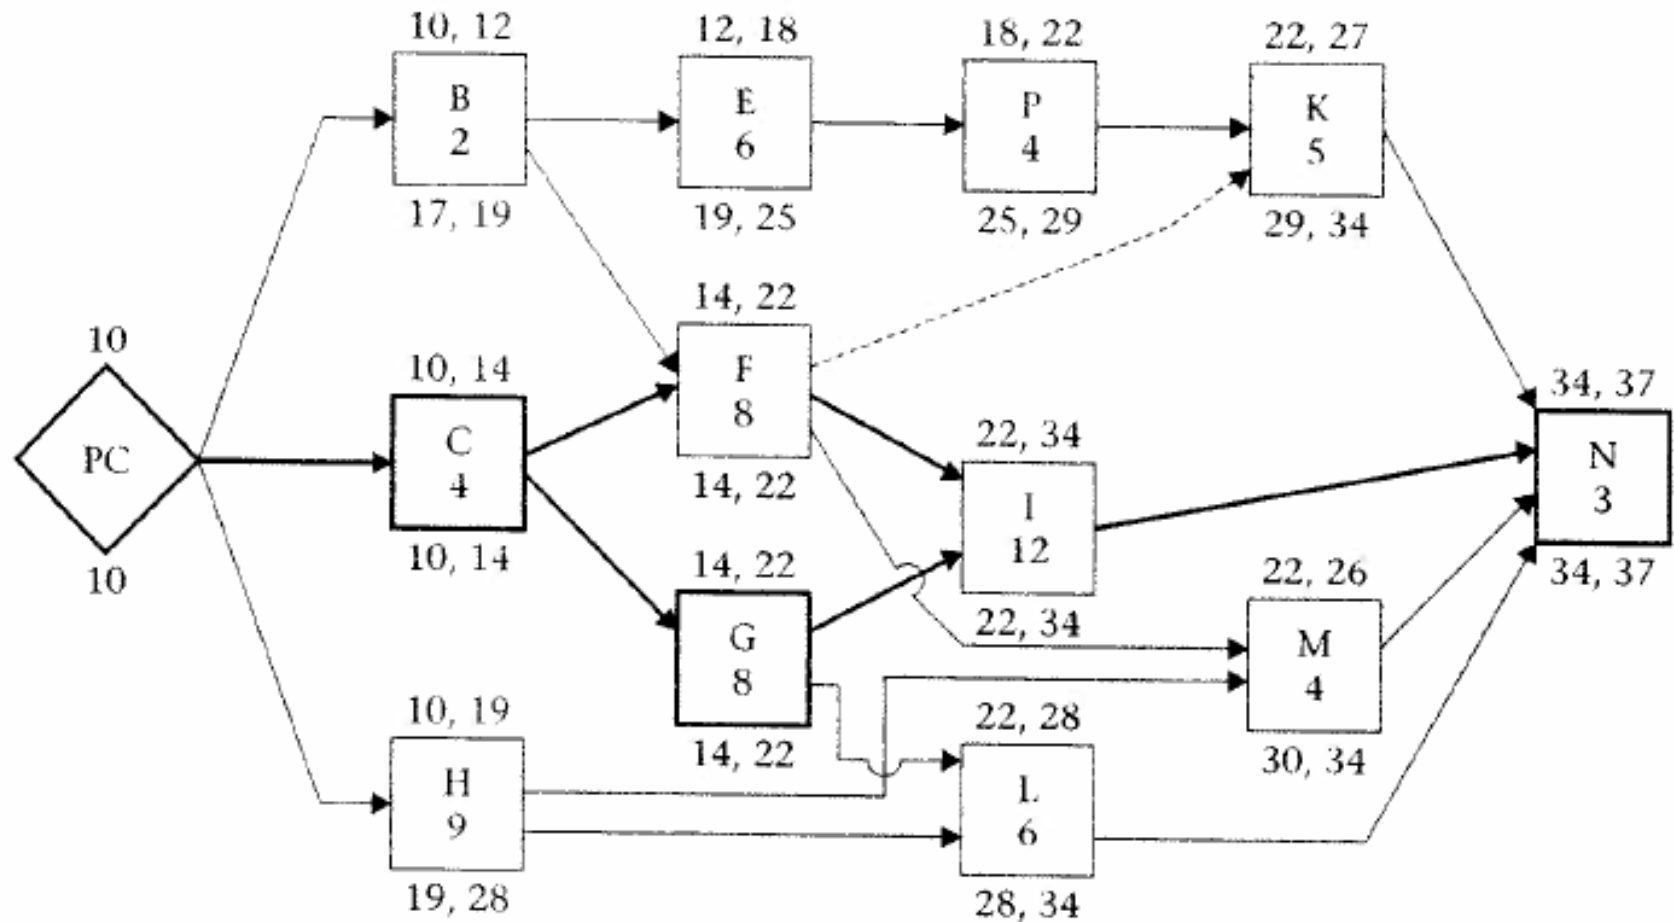 10, 12
B
2
17, 19
12, 18
E
6
19, 25
18, 22
P
4
25, 29
22, 27
K
5
29, 34
10
PC
10
10, 14
C
4
10, 14
14, 22
F
8
14, 22
14, 22
G
8
14, 22
22, 34
I
12
22, 34
34, 37
N
3
34, 37
22, 26
M
4
30, 34
10, 19
H
9
19, 28
22, 28
L
6
28, 34